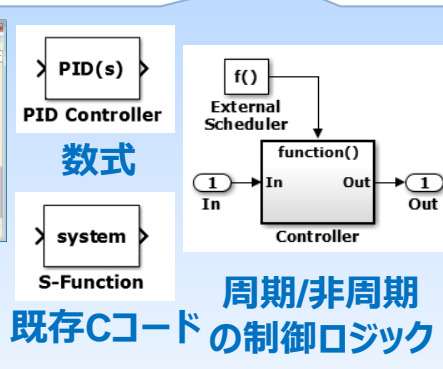 PID(s)
PID Controller
数式
system
S-Function
既存Cコード
f()
External
Scheduler
function()
1
In
In
Out
1
Out
Controller
周期/非周期
の制御ロジック